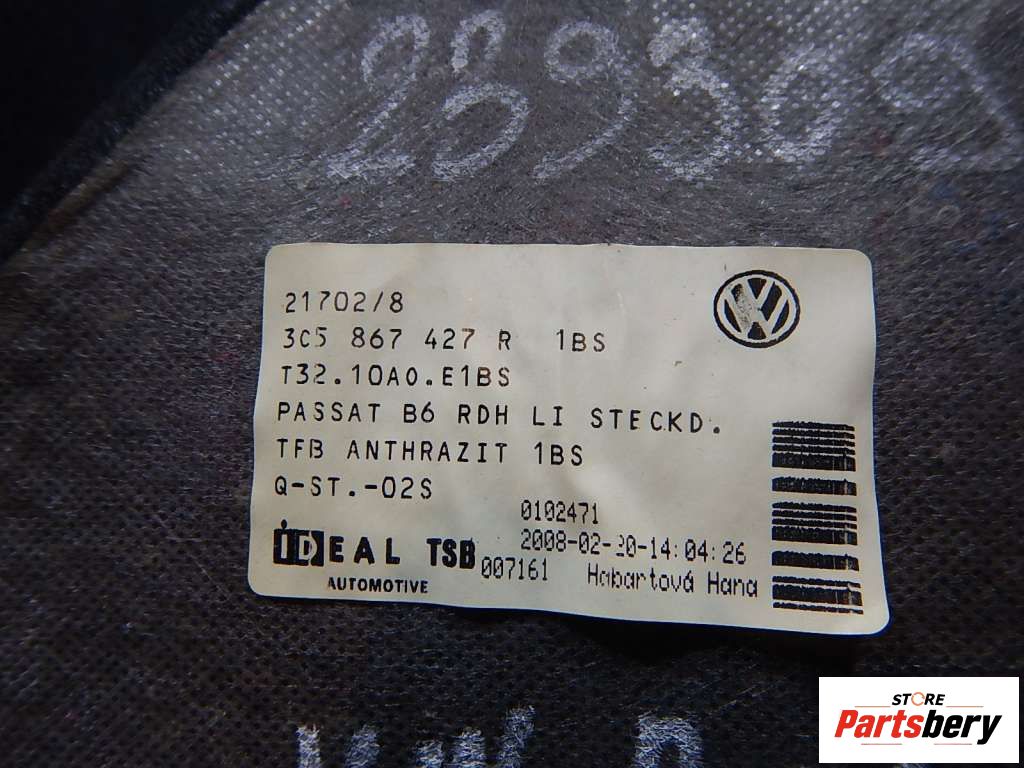 289309
21702/8
3C5 867 427 R 1BS
T32.10A0.E1BS
PASSAT B6 RDH LI STECKD.
TFB ANTHRAZIT 1BS
Q-ST.-02S
0102471
IDEAL TSB 2008-02-20-14:04:26
AUTOMOTIVE 007161 Habartová Hana
STORE
Partsbery